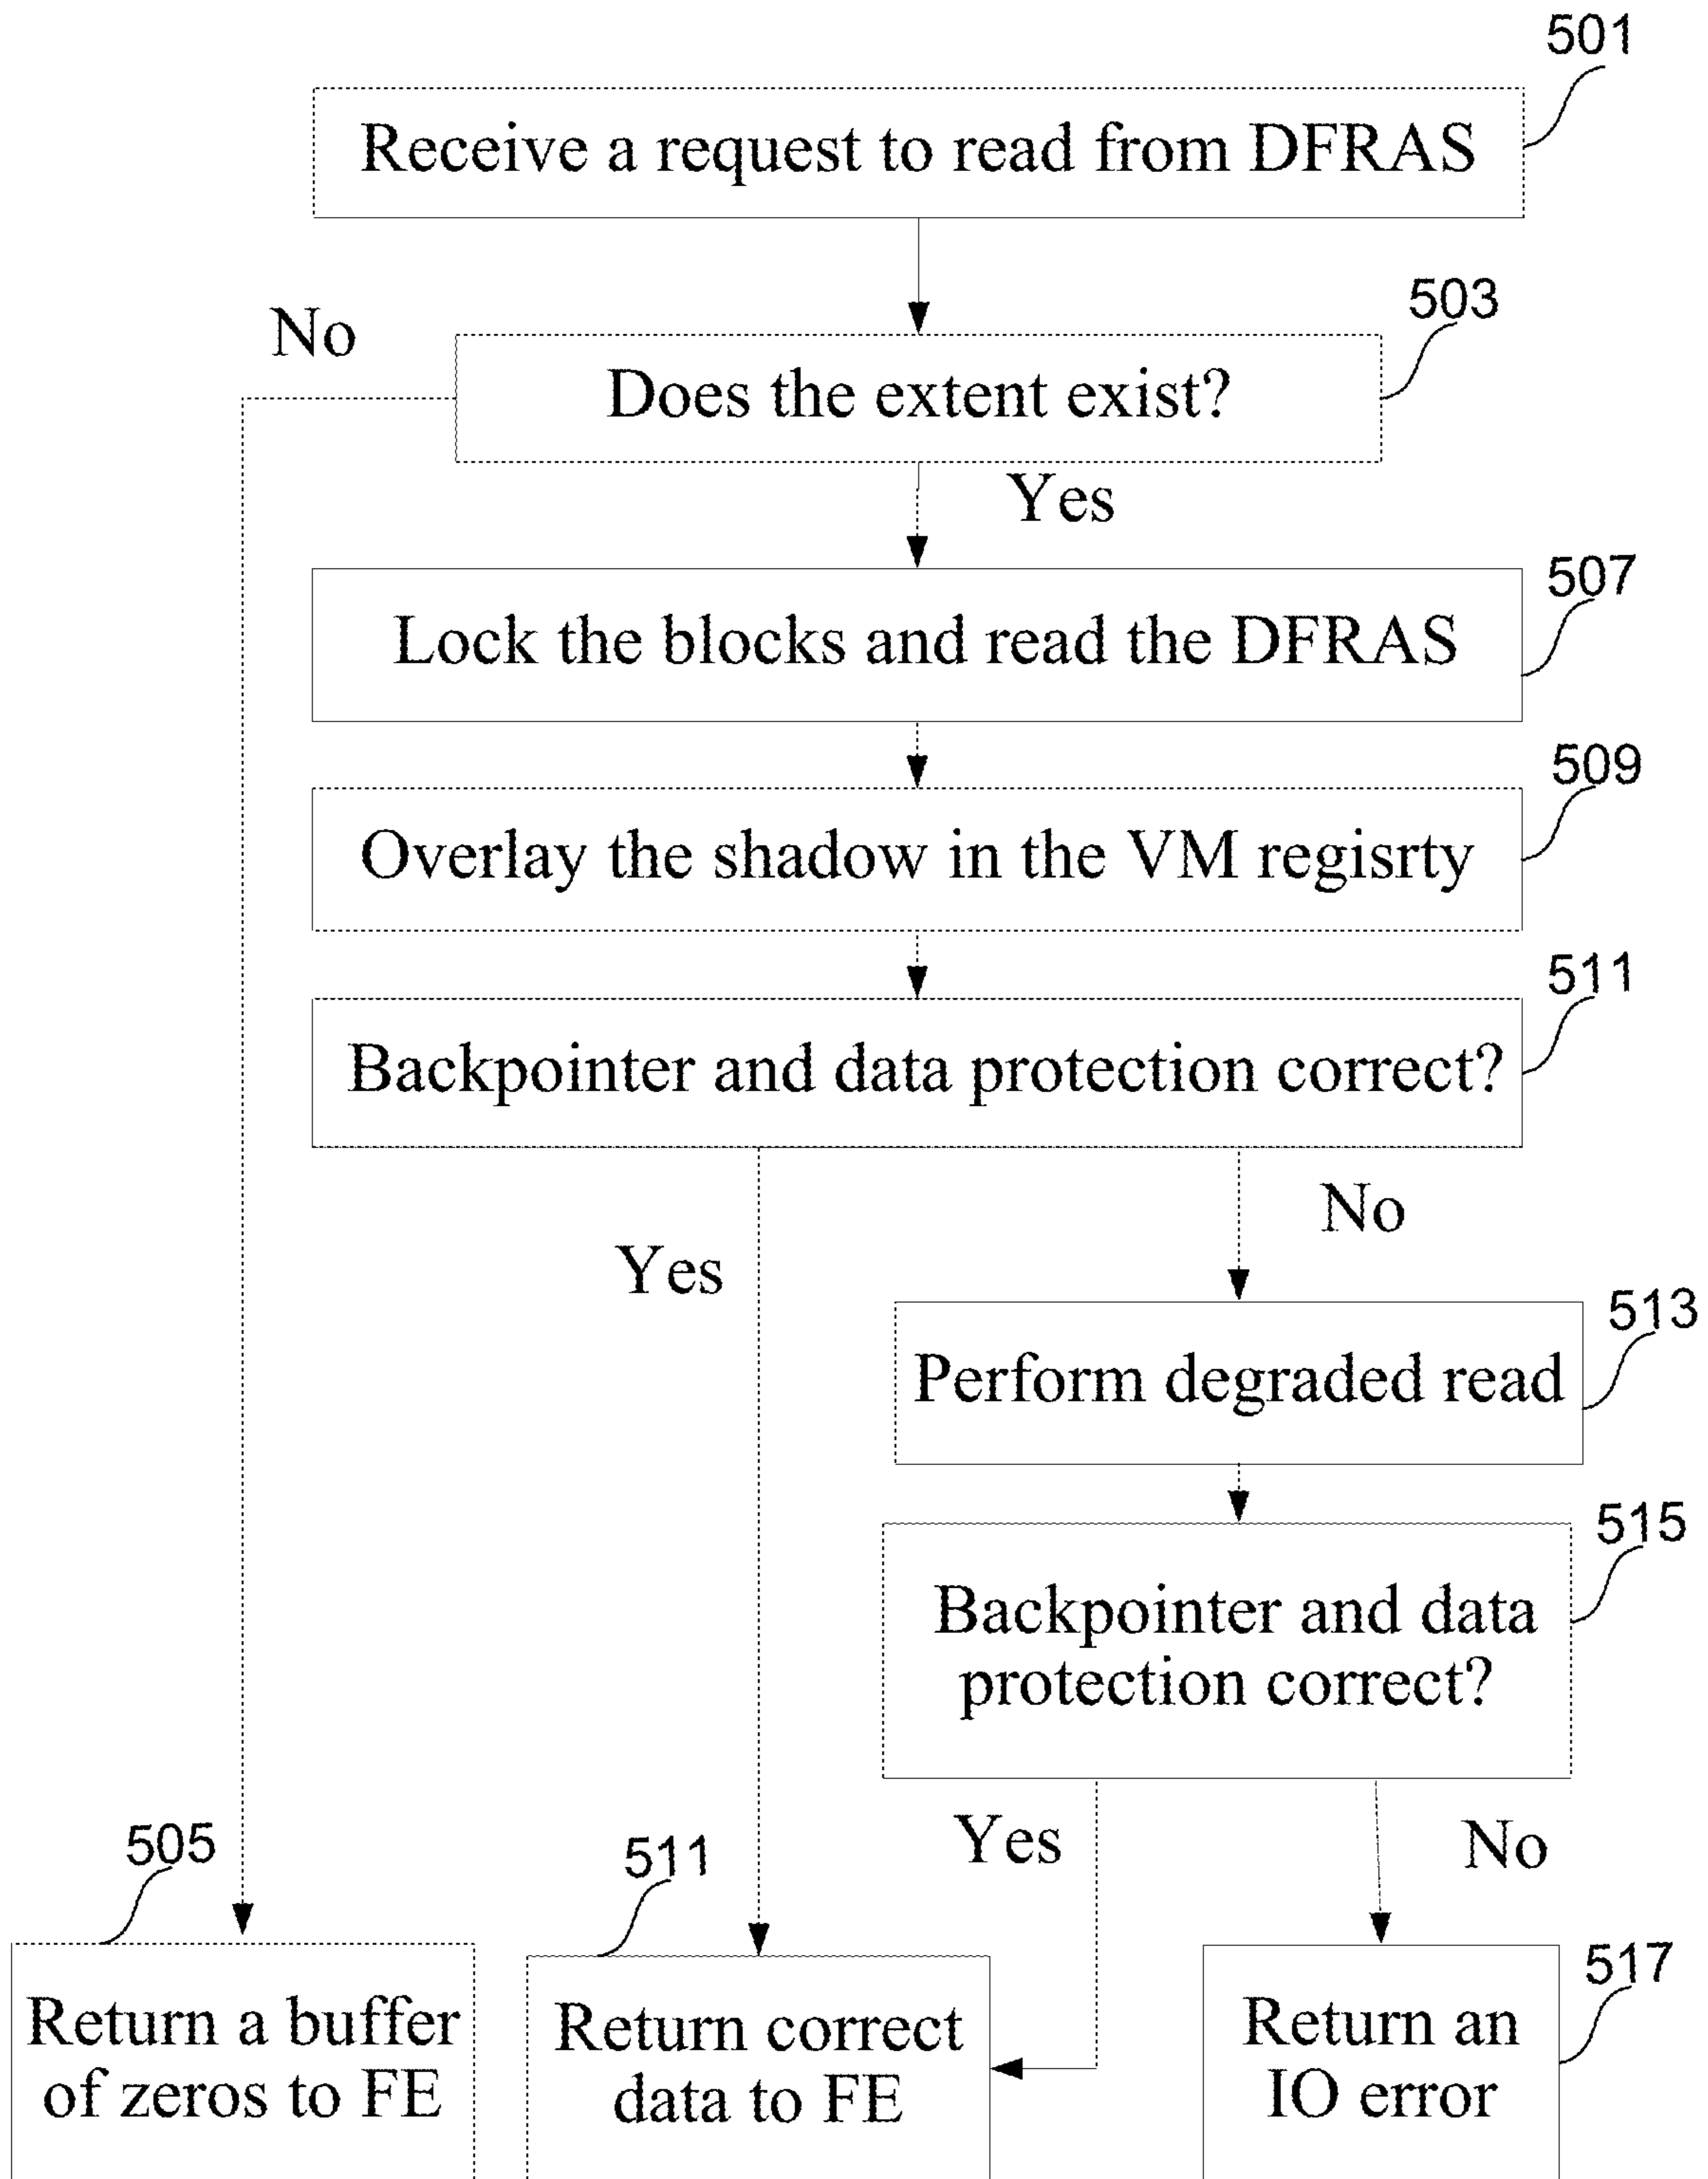 501
Receive a request to read from DFRAS
503
No
Does the extent exist?
Yes
507
Lock the blocks and read the DFRAS
509
Overlay the shadow in the VM regisrty
511
Backpointer and data protection correct?
No
Yes
513
Perform degraded read
515
Backpointer and data
protection correct?
505
511
Yes
No
517
Return a buffer
of zeros to FE
Return correct
data to FE
Return an
IO error